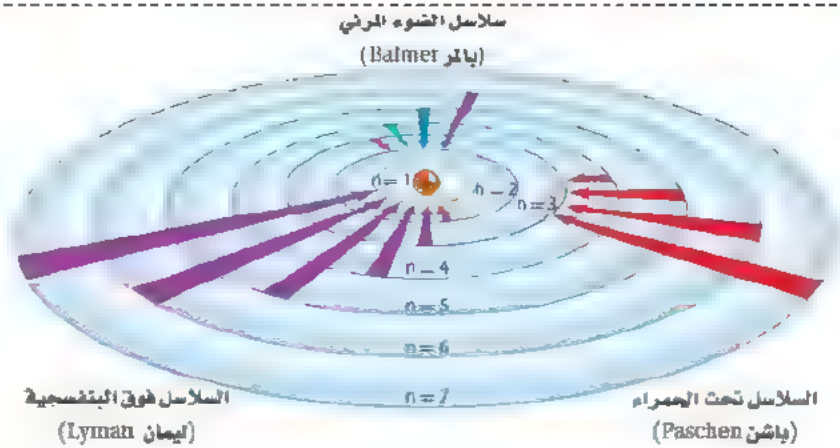 سلاسل الضوء المرئي
(بالمر Balmer)
n = 1
n = 2
n = 3
n = 4
n = 5
n = 6
n = 7
السلاسل فوق البنفسجية
(ليمان Lyman)
السلاسل تحت الحمراء
(باشن Paschen)